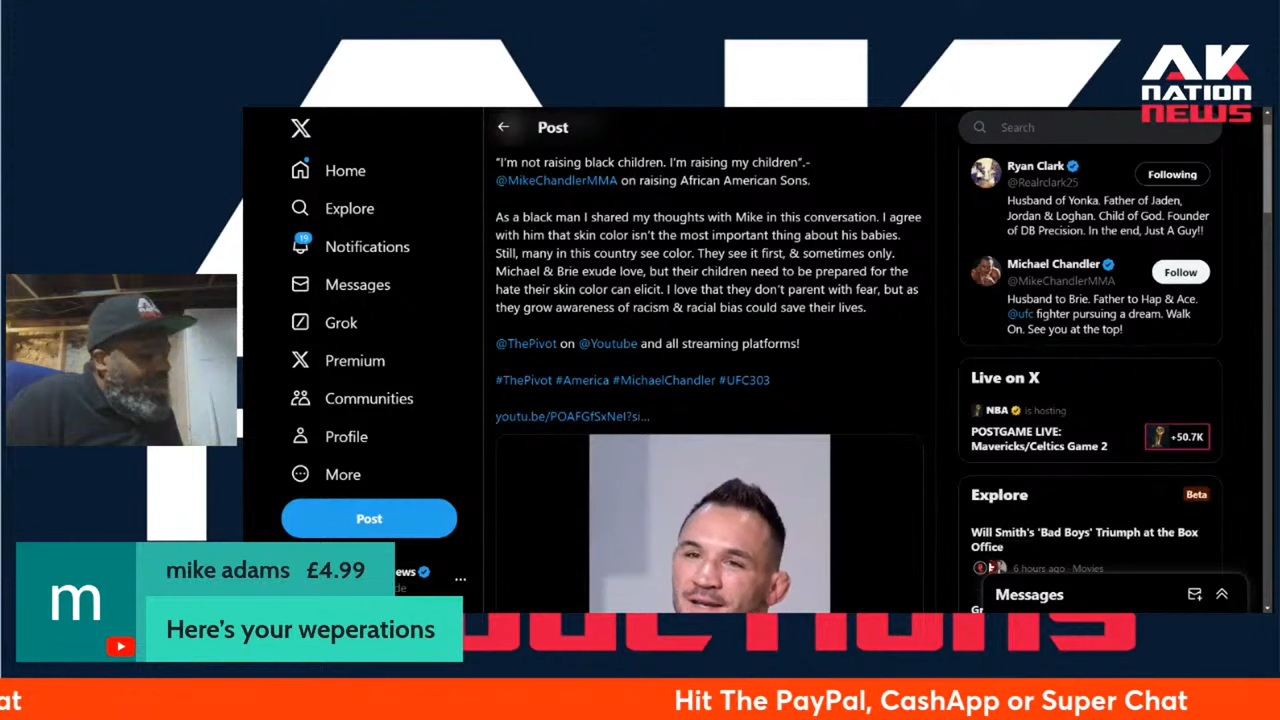 AK
NATION
NEWS
X
Home
Explore
19
Notifications
Messages
Grok
Premium
Communities
Profile
More
Post
ews
de
Post
“I'm not raising black children. I'm raising my children”.-
@MikeChandlerMMA on raising African American Sons.
As a black man I shared my thoughts with Mike in this conversation. I agree
with him that skin color isn't the most important thing about his babies.
Still, many in this country see color. They see it first, & sometimes only.
Michael & Brie exude love, but their children need to be prepared for the
hate their skin color can elicit. I love that they don't parent with fear, but as
they grow awareness of racism & racial bias could save their lives.
@ThePivot on @Youtube and all streaming platforms!
#ThePivot #America #MichaelChandler #UFC303
youtu.be/POAFGfSxNeI?si...
Search
Ryan Clark
@Realrclark25
Following
Husband of Yonka. Father of Jaden,
Jordan & Loghan. Child of God. Founder
of DB Precision. In the end, Just A Guy!!
Michael Chandler
@MikeChandlerMMA
Follow
Husband to Brie. Father to Hap & Ace.
@ufc fighter pursuing a dream. Walk
On. See you at the top!
Live on X
NBA is hosting
POSTGAME LIVE:
Mavericks/Celtics Game 2
+50.7K
Explore
Beta
Will Smith's 'Bad Boys' Triumph at the Box
Office
6 hours ago · Movies
Messages
m
mike adams £4.99
Here's your weperations
at
Hit The PayPal, CashApp or Super Chat